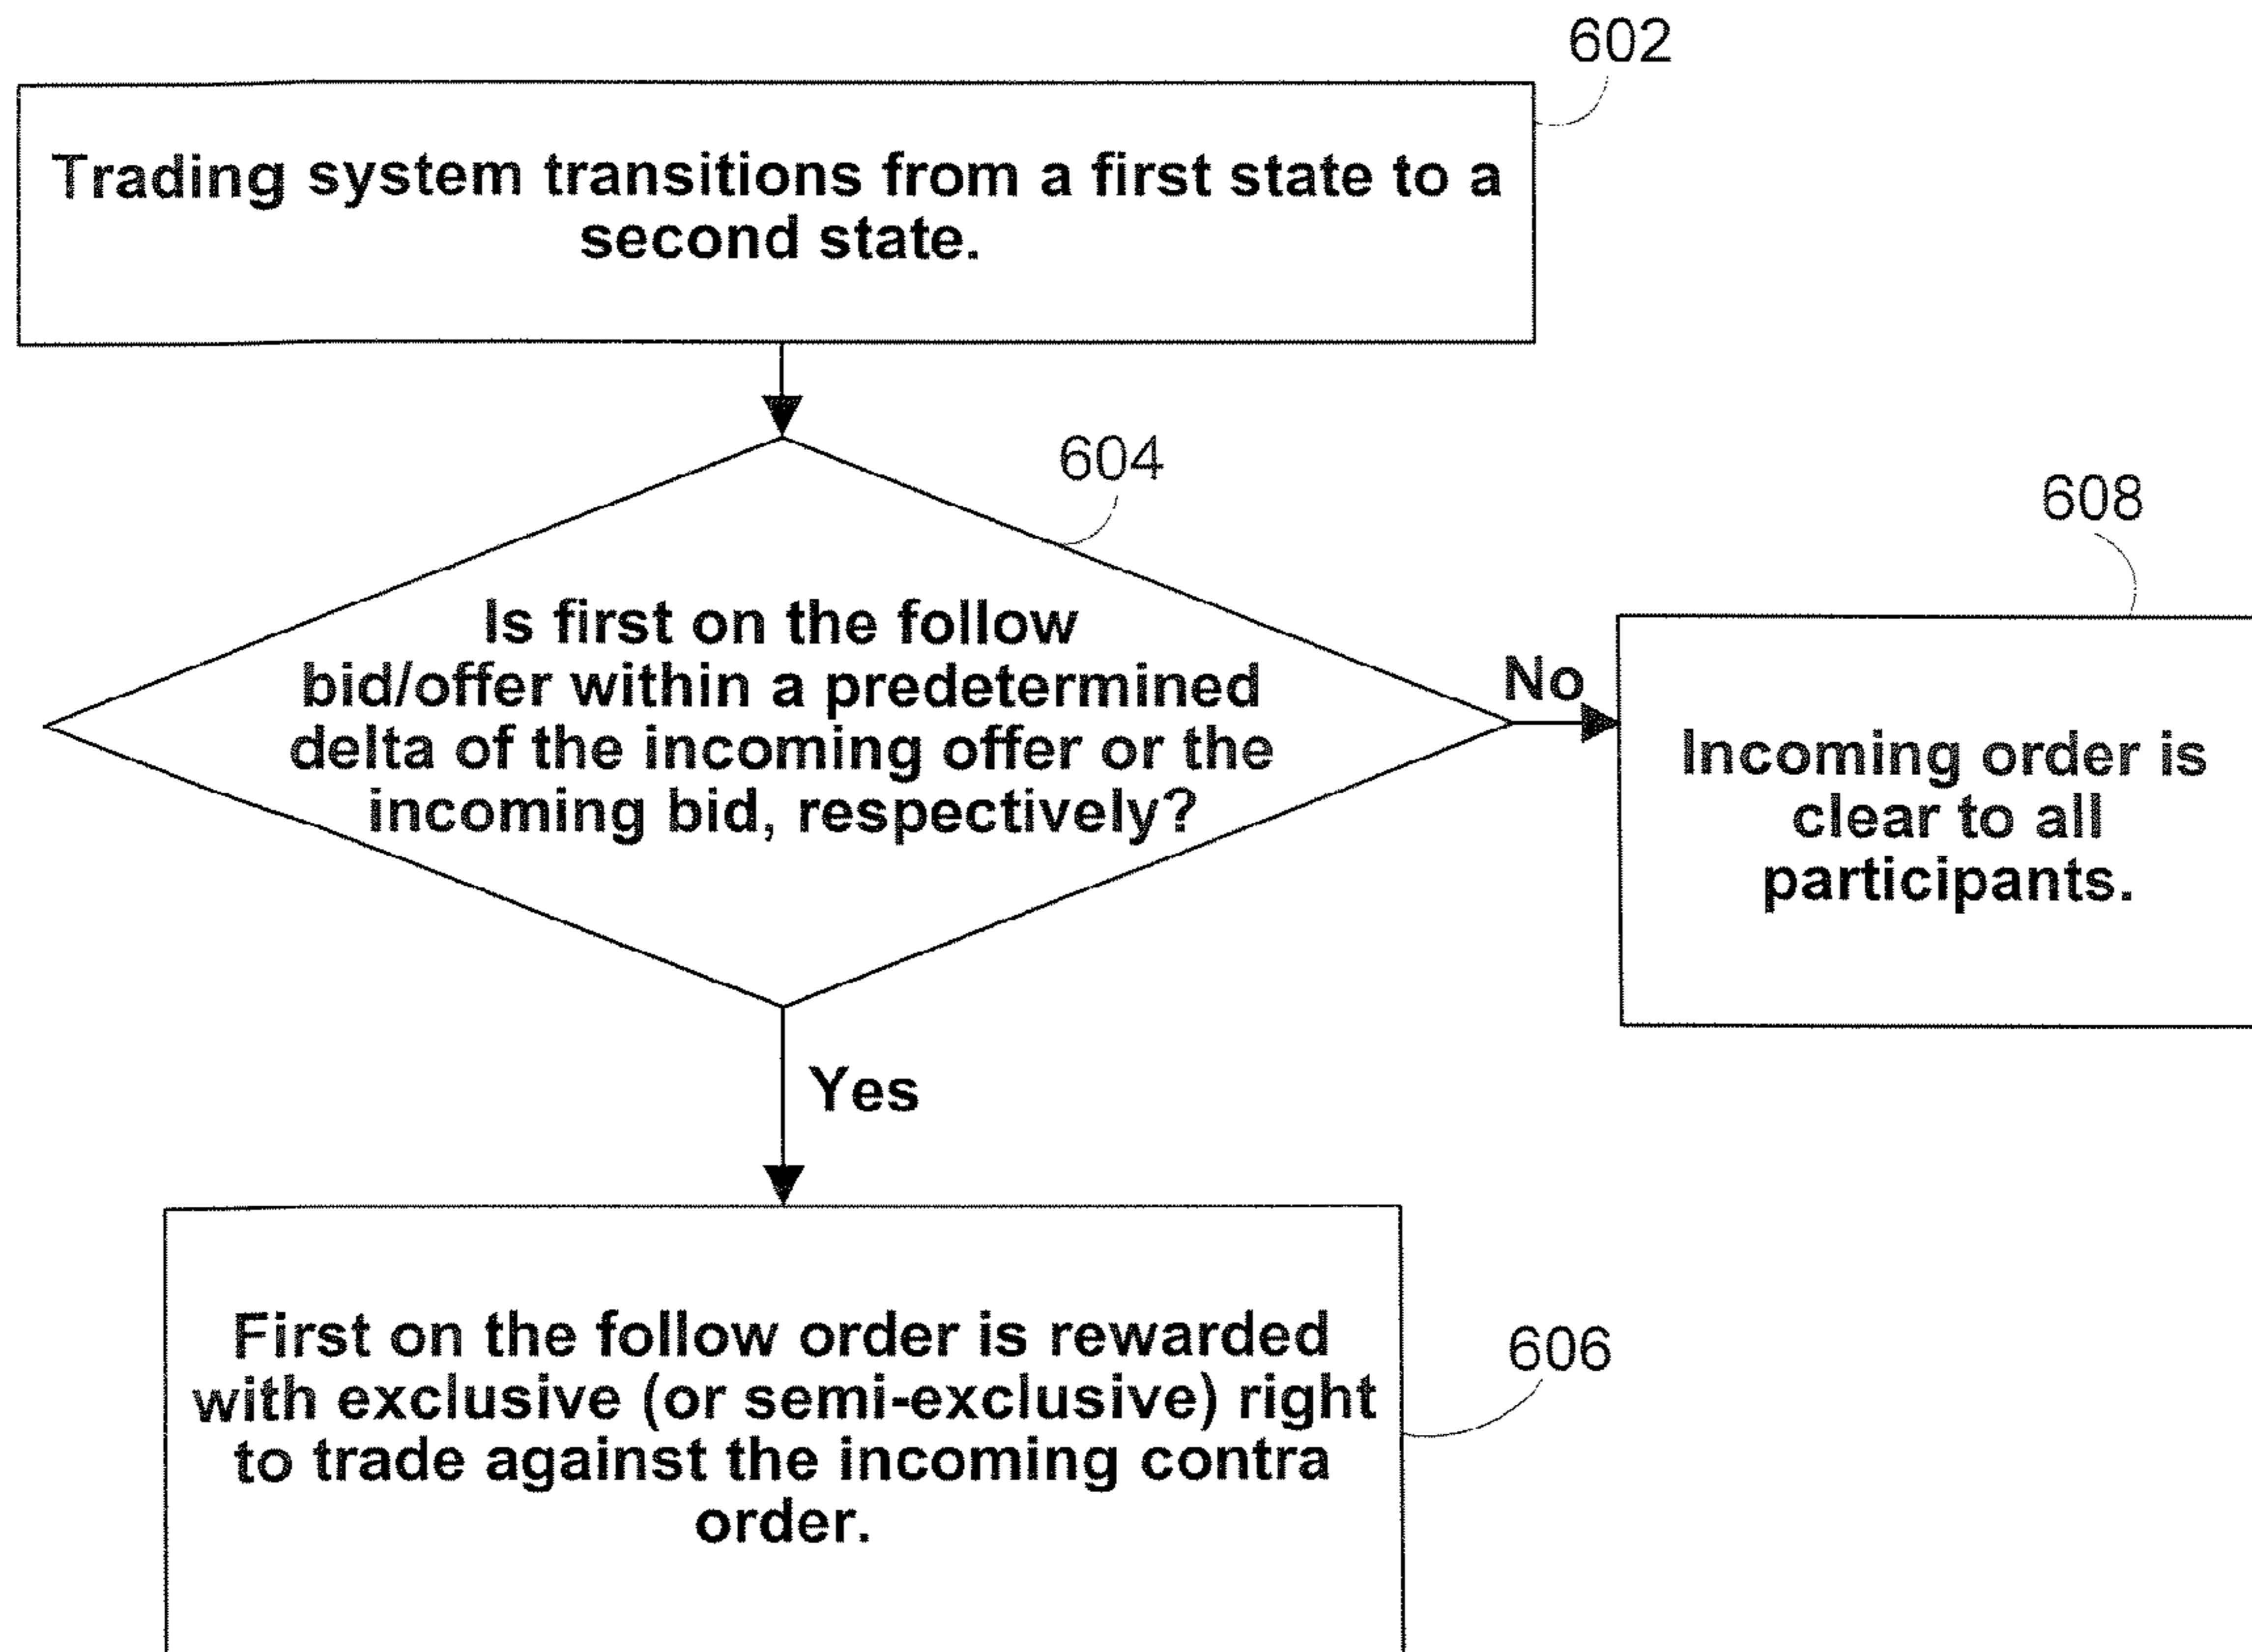 602
Trading system transitions from a first state to a
second state.
604
Is first on the follow
bid/offer within a predetermined
delta of the incoming offer or the
incoming bid, respectively?
No
608
Incoming order is
clear to all
participants.
Yes
First on the follow order is rewarded
with exclusive (or semi-exclusive) right
to trade against the incoming contra
order.
606